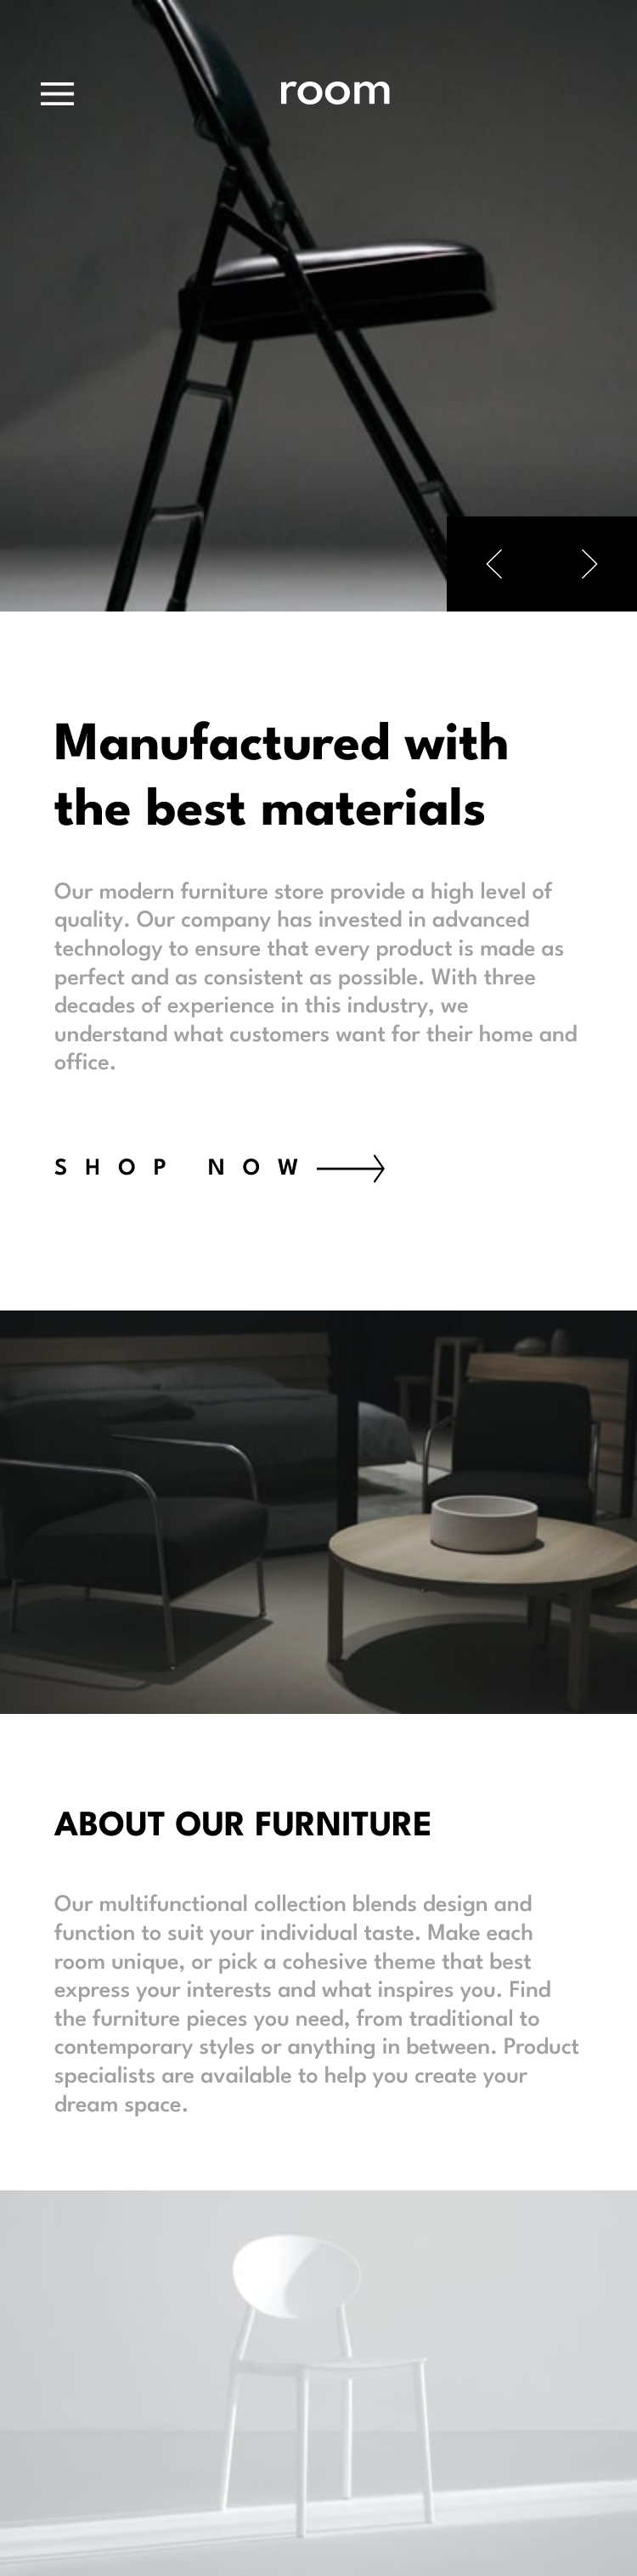 room
Manufactured with
the best materials
Our modern furniture store provide a high level of
quality. Our company has invested in advanced
technology to ensure that every product is made as
perfect and as consistent as possible. With three
decades of experience in this industry, we
understand what customers want for their home and
office.
SHOP NOW
ABOUT OUR FURNITURE
Our multifunctional collection blends design and
function to suit your individual taste. Make each
room unique, or pick a cohesive theme that best
express your interests and what inspires you. Find
the furniture pieces you need, from traditional to
contemporary styles or anything in between. Product
specialists are available to help you create your
dream space.